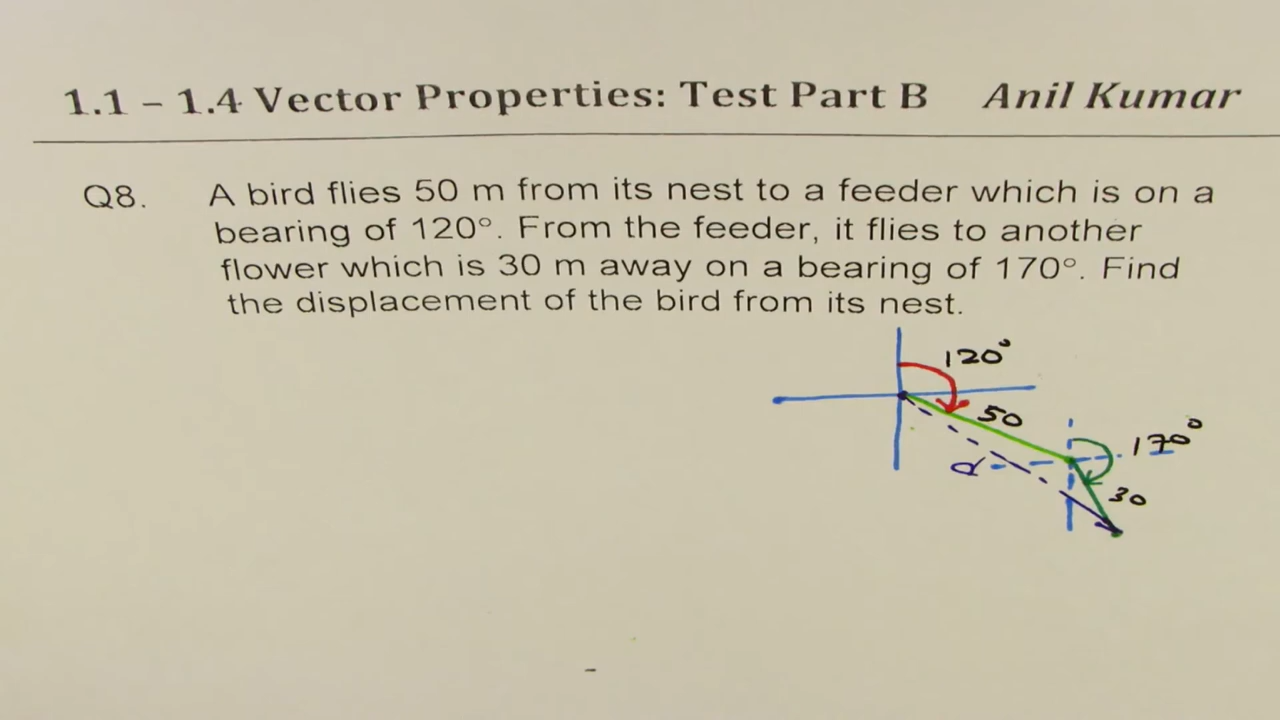 1.1 – 1.4 Vector Properties: Test Part B Anil Kumar
Q8. A bird flies 50 m from its nest to a feeder which is on a
bearing of 120°. From the feeder, it flies to another
flower which is 30 m away on a bearing of 170°. Find
the displacement of the bird from its nest.
120°
50
170°
d
30